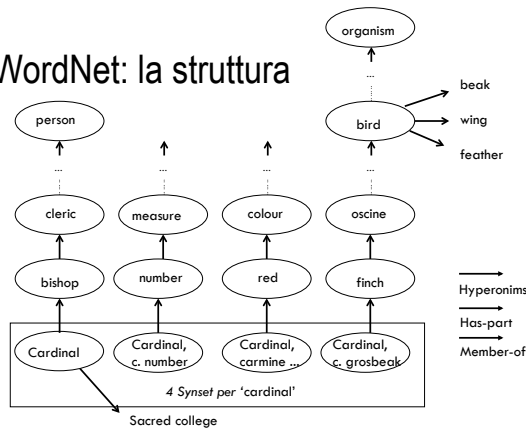 WordNet: la struttura
organism
...
person
bird
beak
wing
feather
...
...
...
...
cleric
measure
colour
oscine
bishop
number
red
finch
Hyperonims
Has-part
Member-of
Cardinal
Cardinal,
c. number
Cardinal,
carmine ...
Cardinal,
c. grosbeak
4 Synset per ‘cardinal’
Sacred college